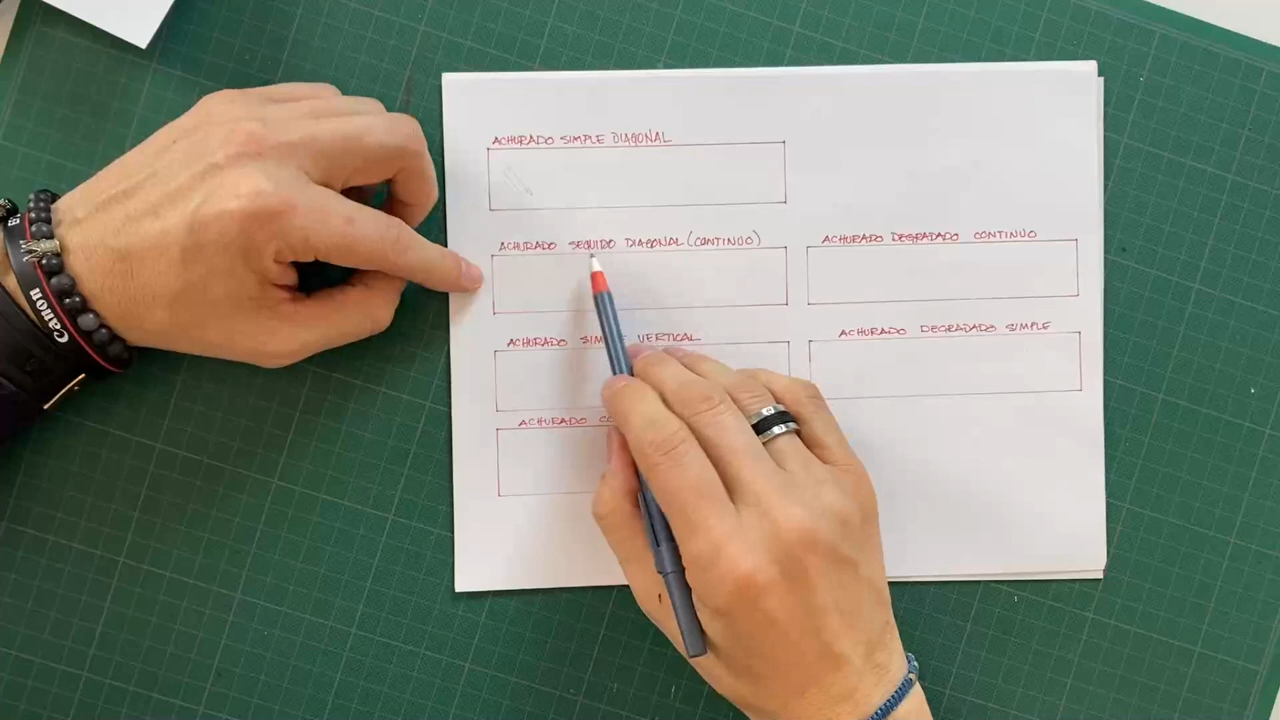 ACHURADO SIMPLE DIAGONAL
ACHURADO SEGUIDO DIAGONAL (CONTINUO)
ACHURADO DEGRADADO CONTINUO
ACHURADO VERTICAL
ACHURADO DEGRADADO SIMPLE
ACHURADO
Canon